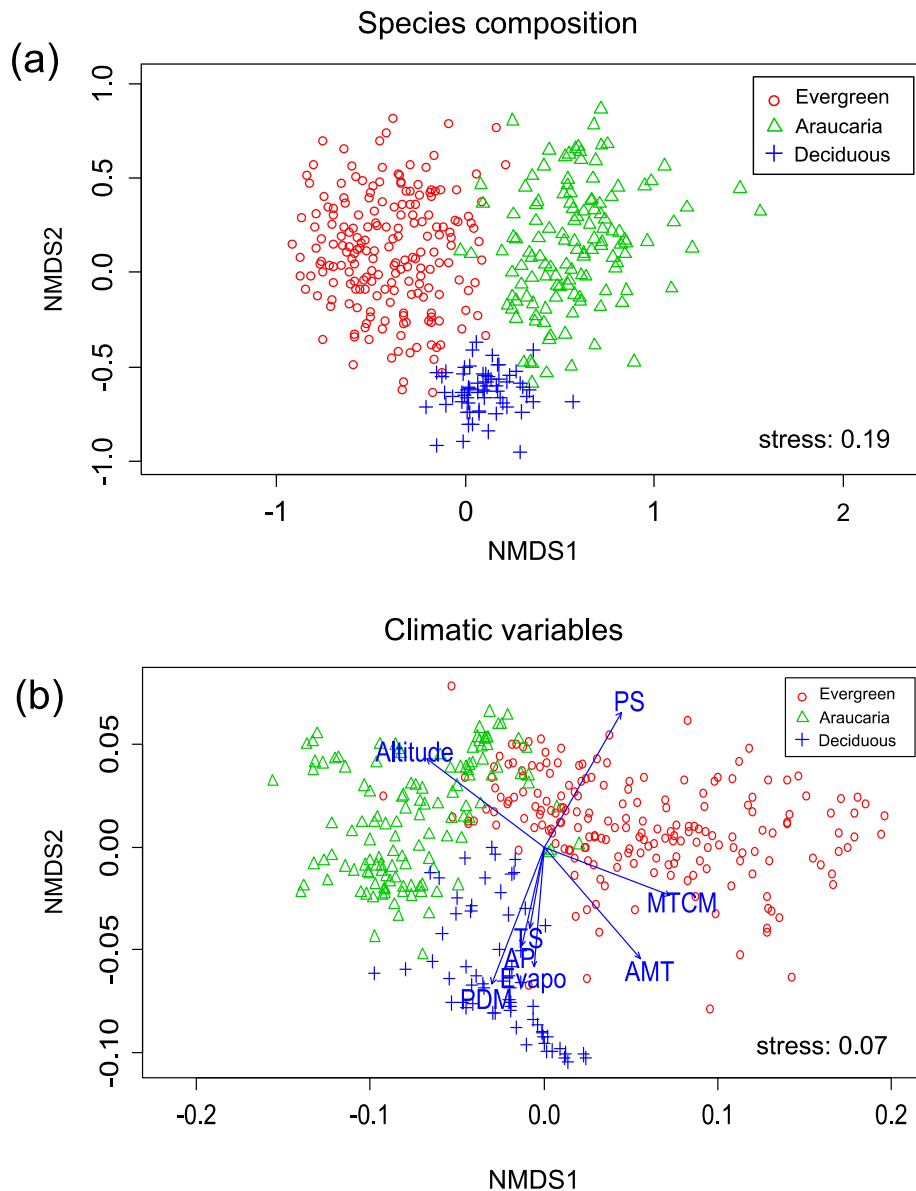 Species composition
(a)
1.0
0.5
0.0
-0.5
-1.0
NMDS2
Evergreen
Araucaria
Deciduous
stress: 0.19
-1
0
1
2
NMDS1
Climatic variables
(b)
0.05
0.00
-0.05
-0.10
NMDS2
Evergreen
Araucaria
Deciduous
PS
Altitude
MTCM
TS
AP
AMT
Evapo
PDM
stress: 0.07
-0.2
-0.1
0.0
0.1
0.2
NMDS1